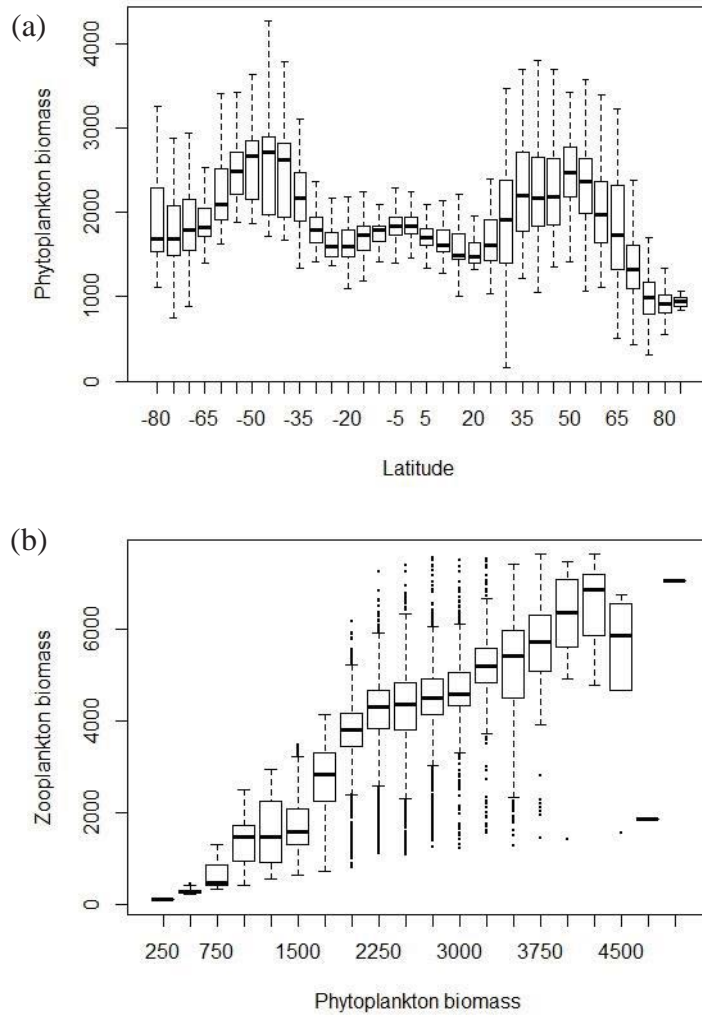 (a)
Phytoplankton biomass
4000
3000
2000
1000
0
-80 -65 -50 -35 -20 -5 5 20 35 50 65 80
Latitude
(b)
Zooplankton biomass
6000
4000
2000
0
250 750 1500 2250 3000 3750 4500
Phytoplankton biomass